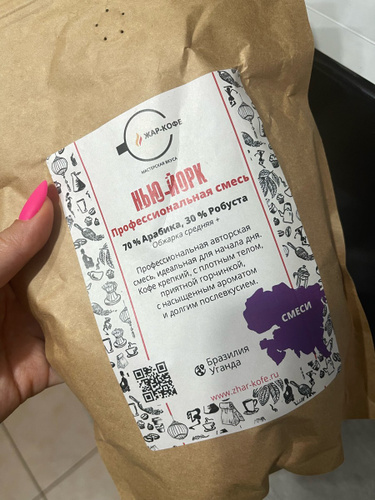 ЖАР-КОФЕ
МАСТЕРСКАЯ ВКУСА
НЬЮ-ЙОРК
Профессиональная смесь
70 % Арабика, 30 % Робуста
Обжарка средняя +
Профессиональная авторская
смесь, идеальная для начала дня.
Кофе крепкий, с плотным телом,
приятной горчинкой,
с насыщенным ароматом
и долгим послевкусием.
СМЕСИ
Бразилия
Уганда
www.zhar-kofe.ru